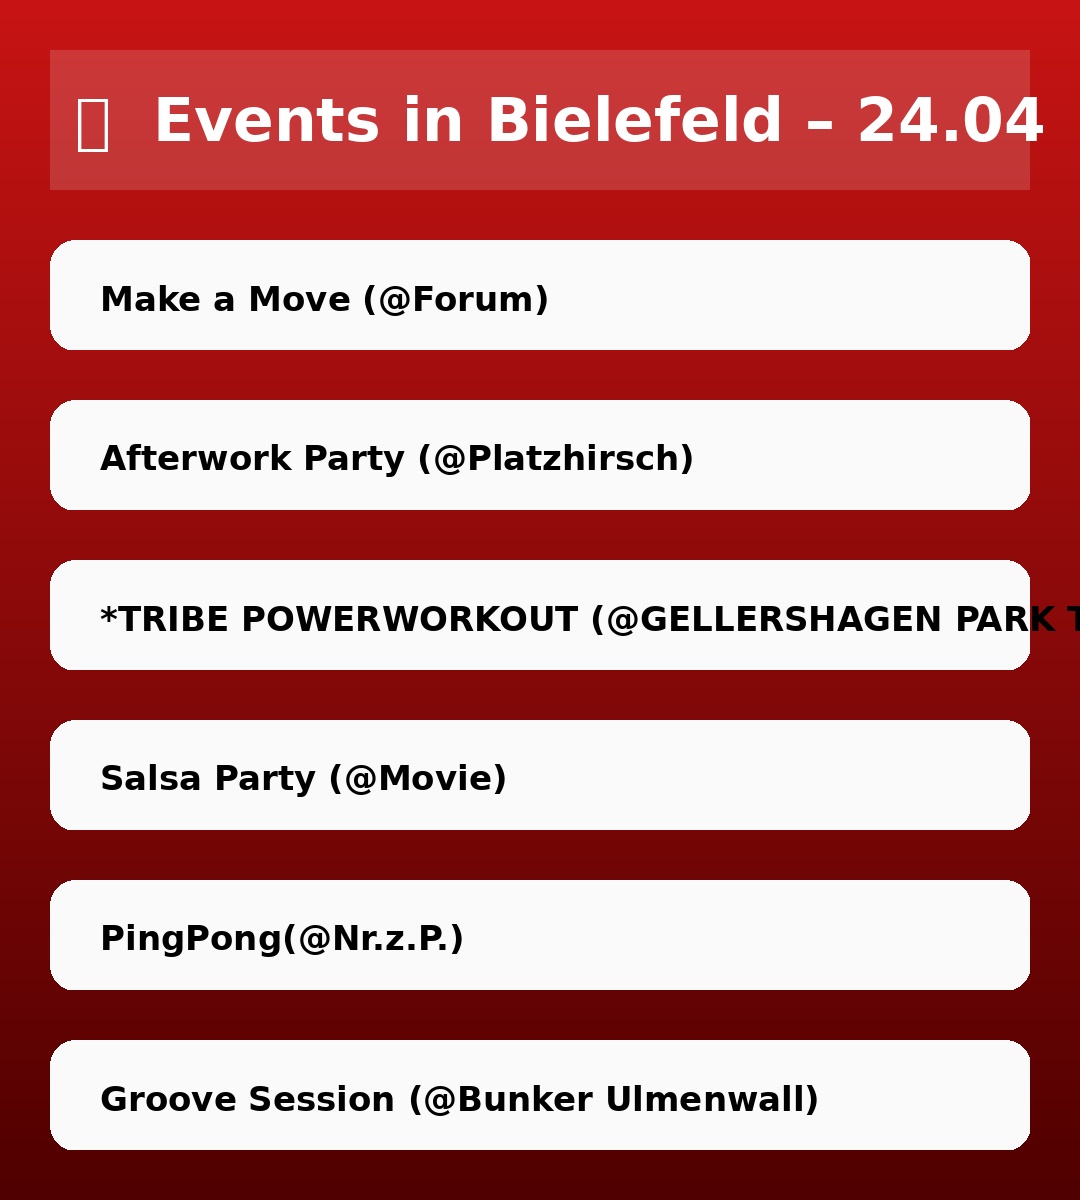 Events in Bielefeld – 24.04
Make a Move (@Forum)
Afterwork Party (@Platzhirsch)
*TRIBE POWERWORKOUT (@GELLERSHAGEN PARK
Salsa Party (@Movie)
PingPong(@Nr.z.P.)
Groove Session (@Bunker Ulmenwall)